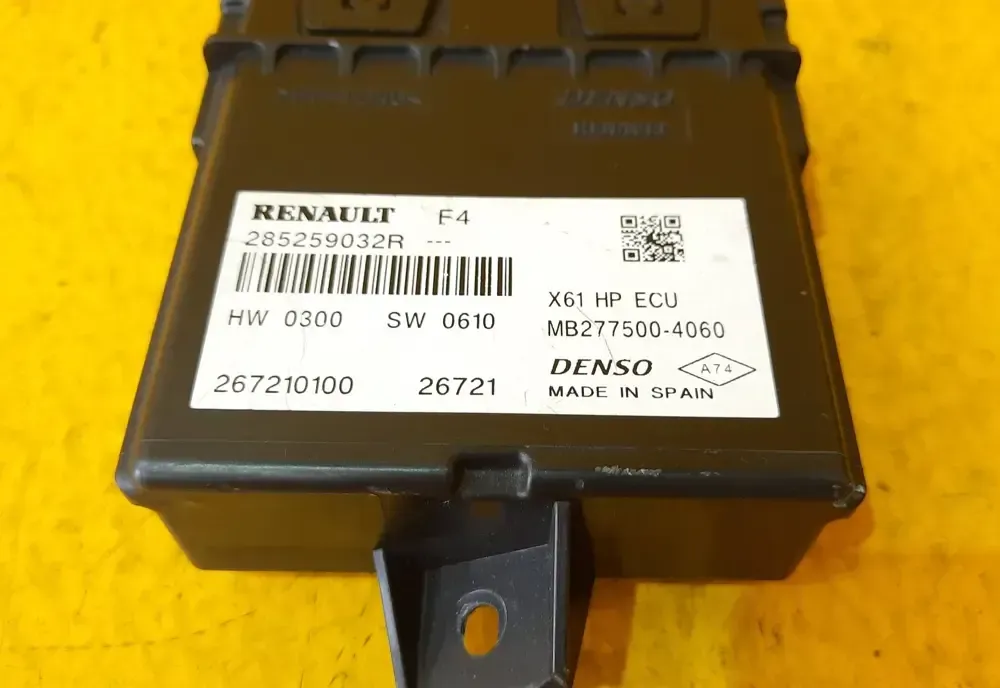 RENAULT F4
285259032R ---
HW 0300 SW 0610
267210100 26721
X61 HP ECU
MB277500-4060
DENSO A74
MADE IN SPAIN